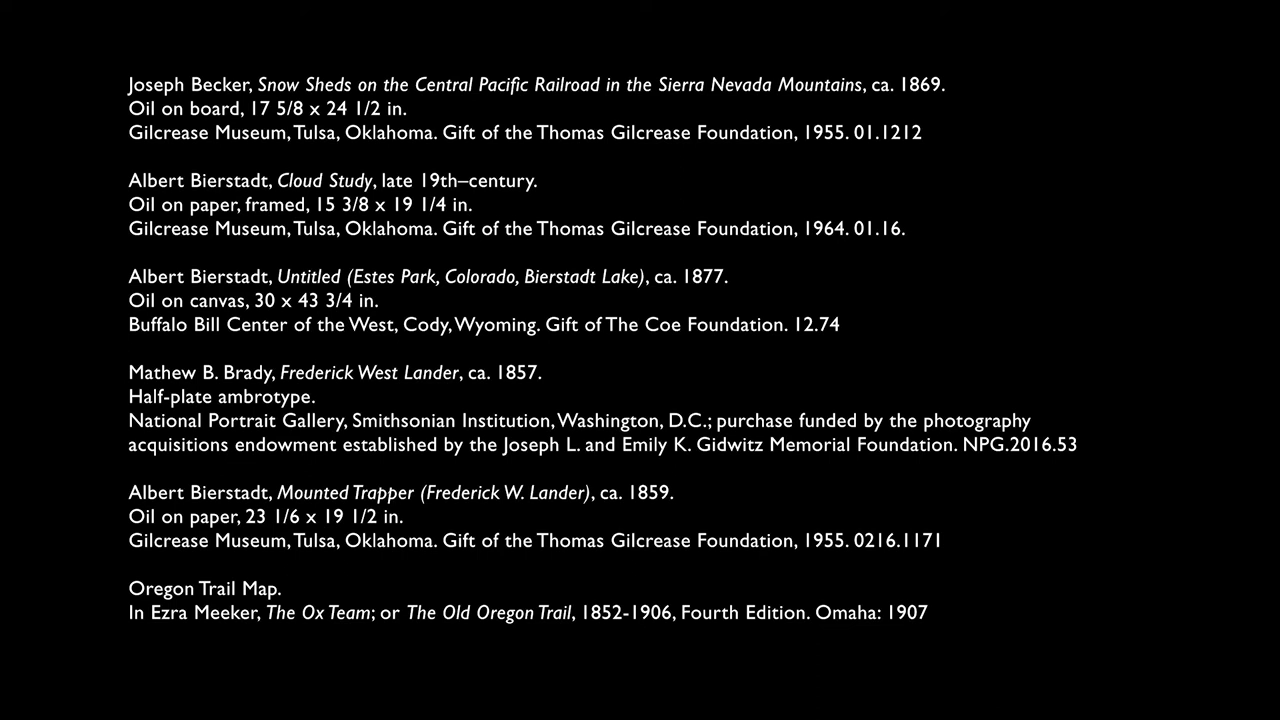 Joseph Becker, Snow Sheds on the Central Pacific Railroad in the Sierra Nevada Mountains, ca. 1869.
Oil on board, 17 5/8 x 24 1/2 in.
Gilcrease Museum, Tulsa, Oklahoma. Gift of the Thomas Gilcrease Foundation, 1955. 01.1212
Albert Bierstadt, Cloud Study, late 19th–century.
Oil on paper, framed, 15 3/8 x 19 1/4 in.
Gilcrease Museum, Tulsa, Oklahoma. Gift of the Thomas Gilcrease Foundation, 1964. 01.16.
Albert Bierstadt, Untitled (Estes Park, Colorado, Bierstadt Lake), ca. 1877.
Oil on canvas, 30 x 43 3/4 in.
Buffalo Bill Center of the West, Cody, Wyoming. Gift of The Coe Foundation. 12.74
Mathew B. Brady, Frederick West Lander, ca. 1857.
Half-plate ambrotype.
National Portrait Gallery, Smithsonian Institution, Washington, D.C.; purchase funded by the photography
acquisitions endowment established by the Joseph L. and Emily K. Gidwitz Memorial Foundation. NPG.2016.53
Albert Bierstadt, Mounted Trapper (Frederick W. Lander), ca. 1859.
Oil on paper, 23 1/6 x 19 1/2 in.
Gilcrease Museum, Tulsa, Oklahoma. Gift of the Thomas Gilcrease Foundation, 1955. 0216.1171
Oregon Trail Map.
In Ezra Meeker, The Ox Team; or The Old Oregon Trail, 1852-1906, Fourth Edition. Omaha: 1907